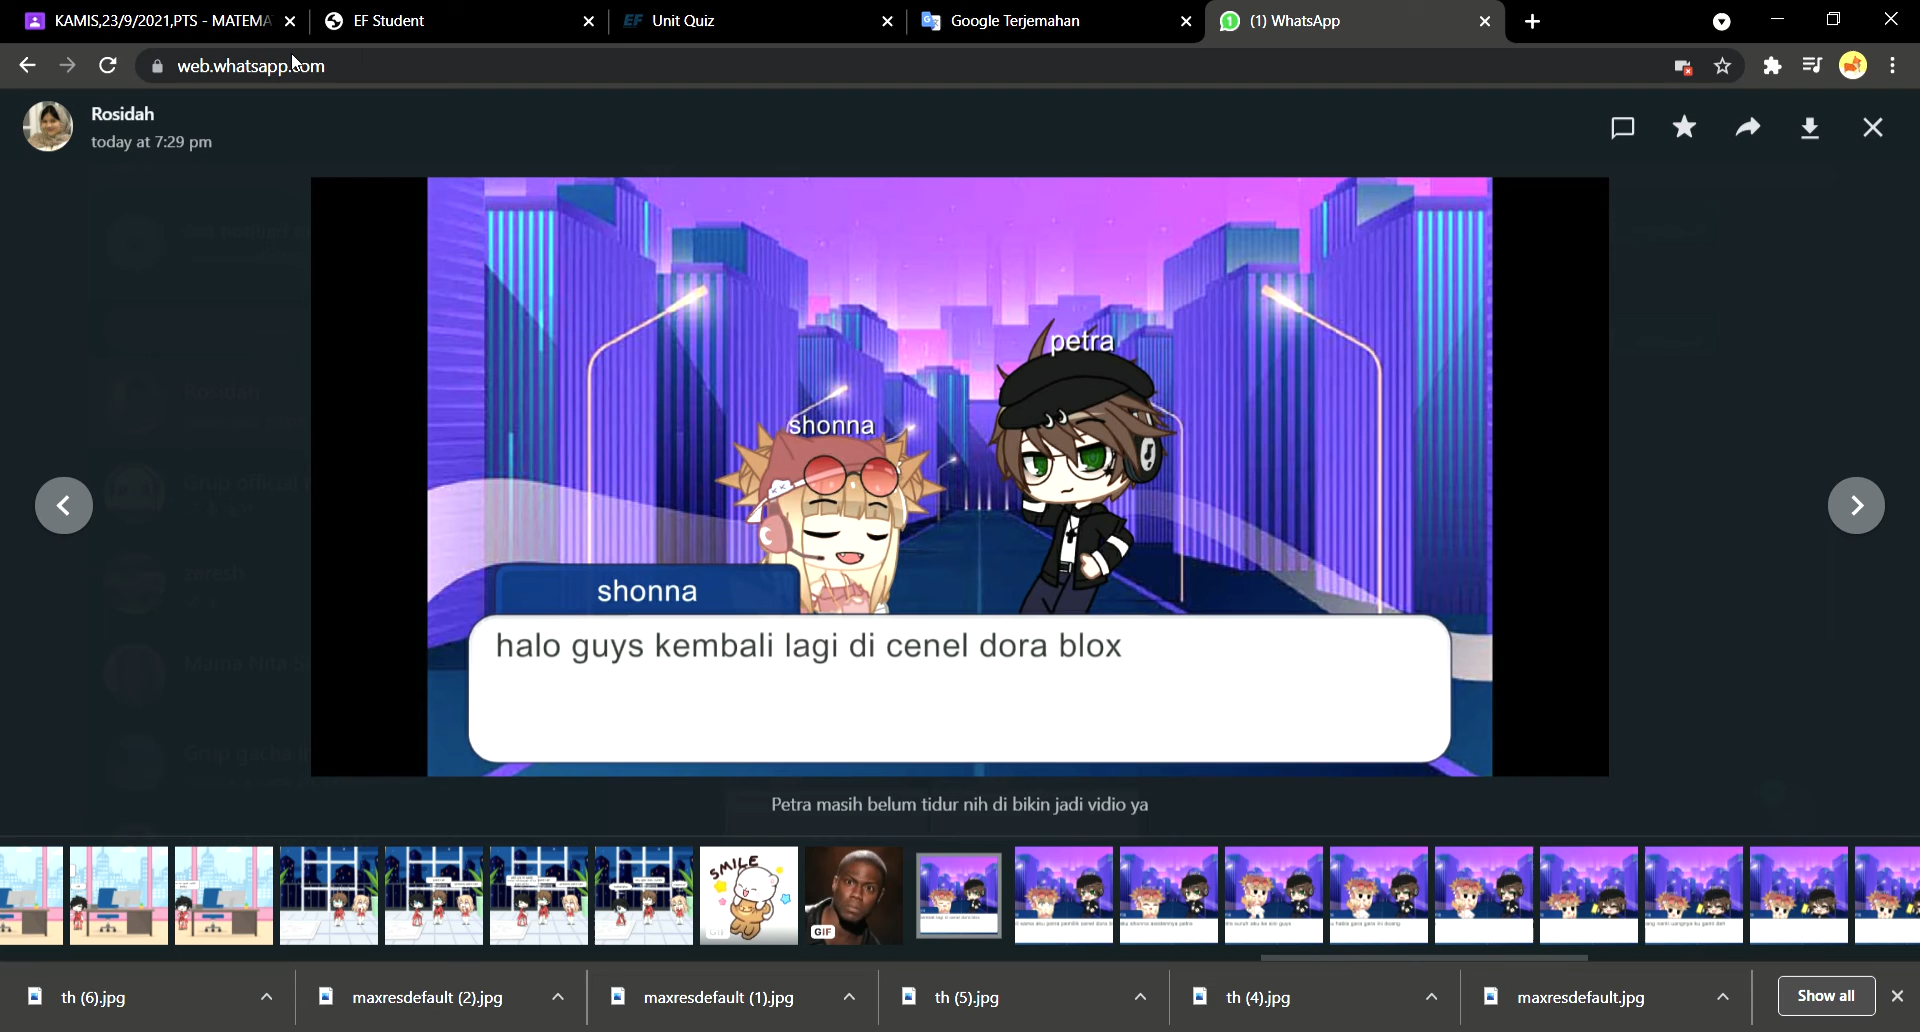 KAMIS,23/9/2021,PTS - MATEMA
EF Student
EF Unit Quiz
Google Terjemahan
(1) WhatsApp
web.whatsapp.com
Rosidah
today at 7:29 pm
petra
shonna
shonna
halo guys kembali lagi di cenel dora blox
Petra masih belum tidur nih di bikin jadi vidio ya
SMILE
GIF
GIF
th (6).jpg
maxresdefault (2).jpg
maxresdefault (1).jpg
th (5).jpg
th (4).jpg
maxresdefault.jpg
Show all